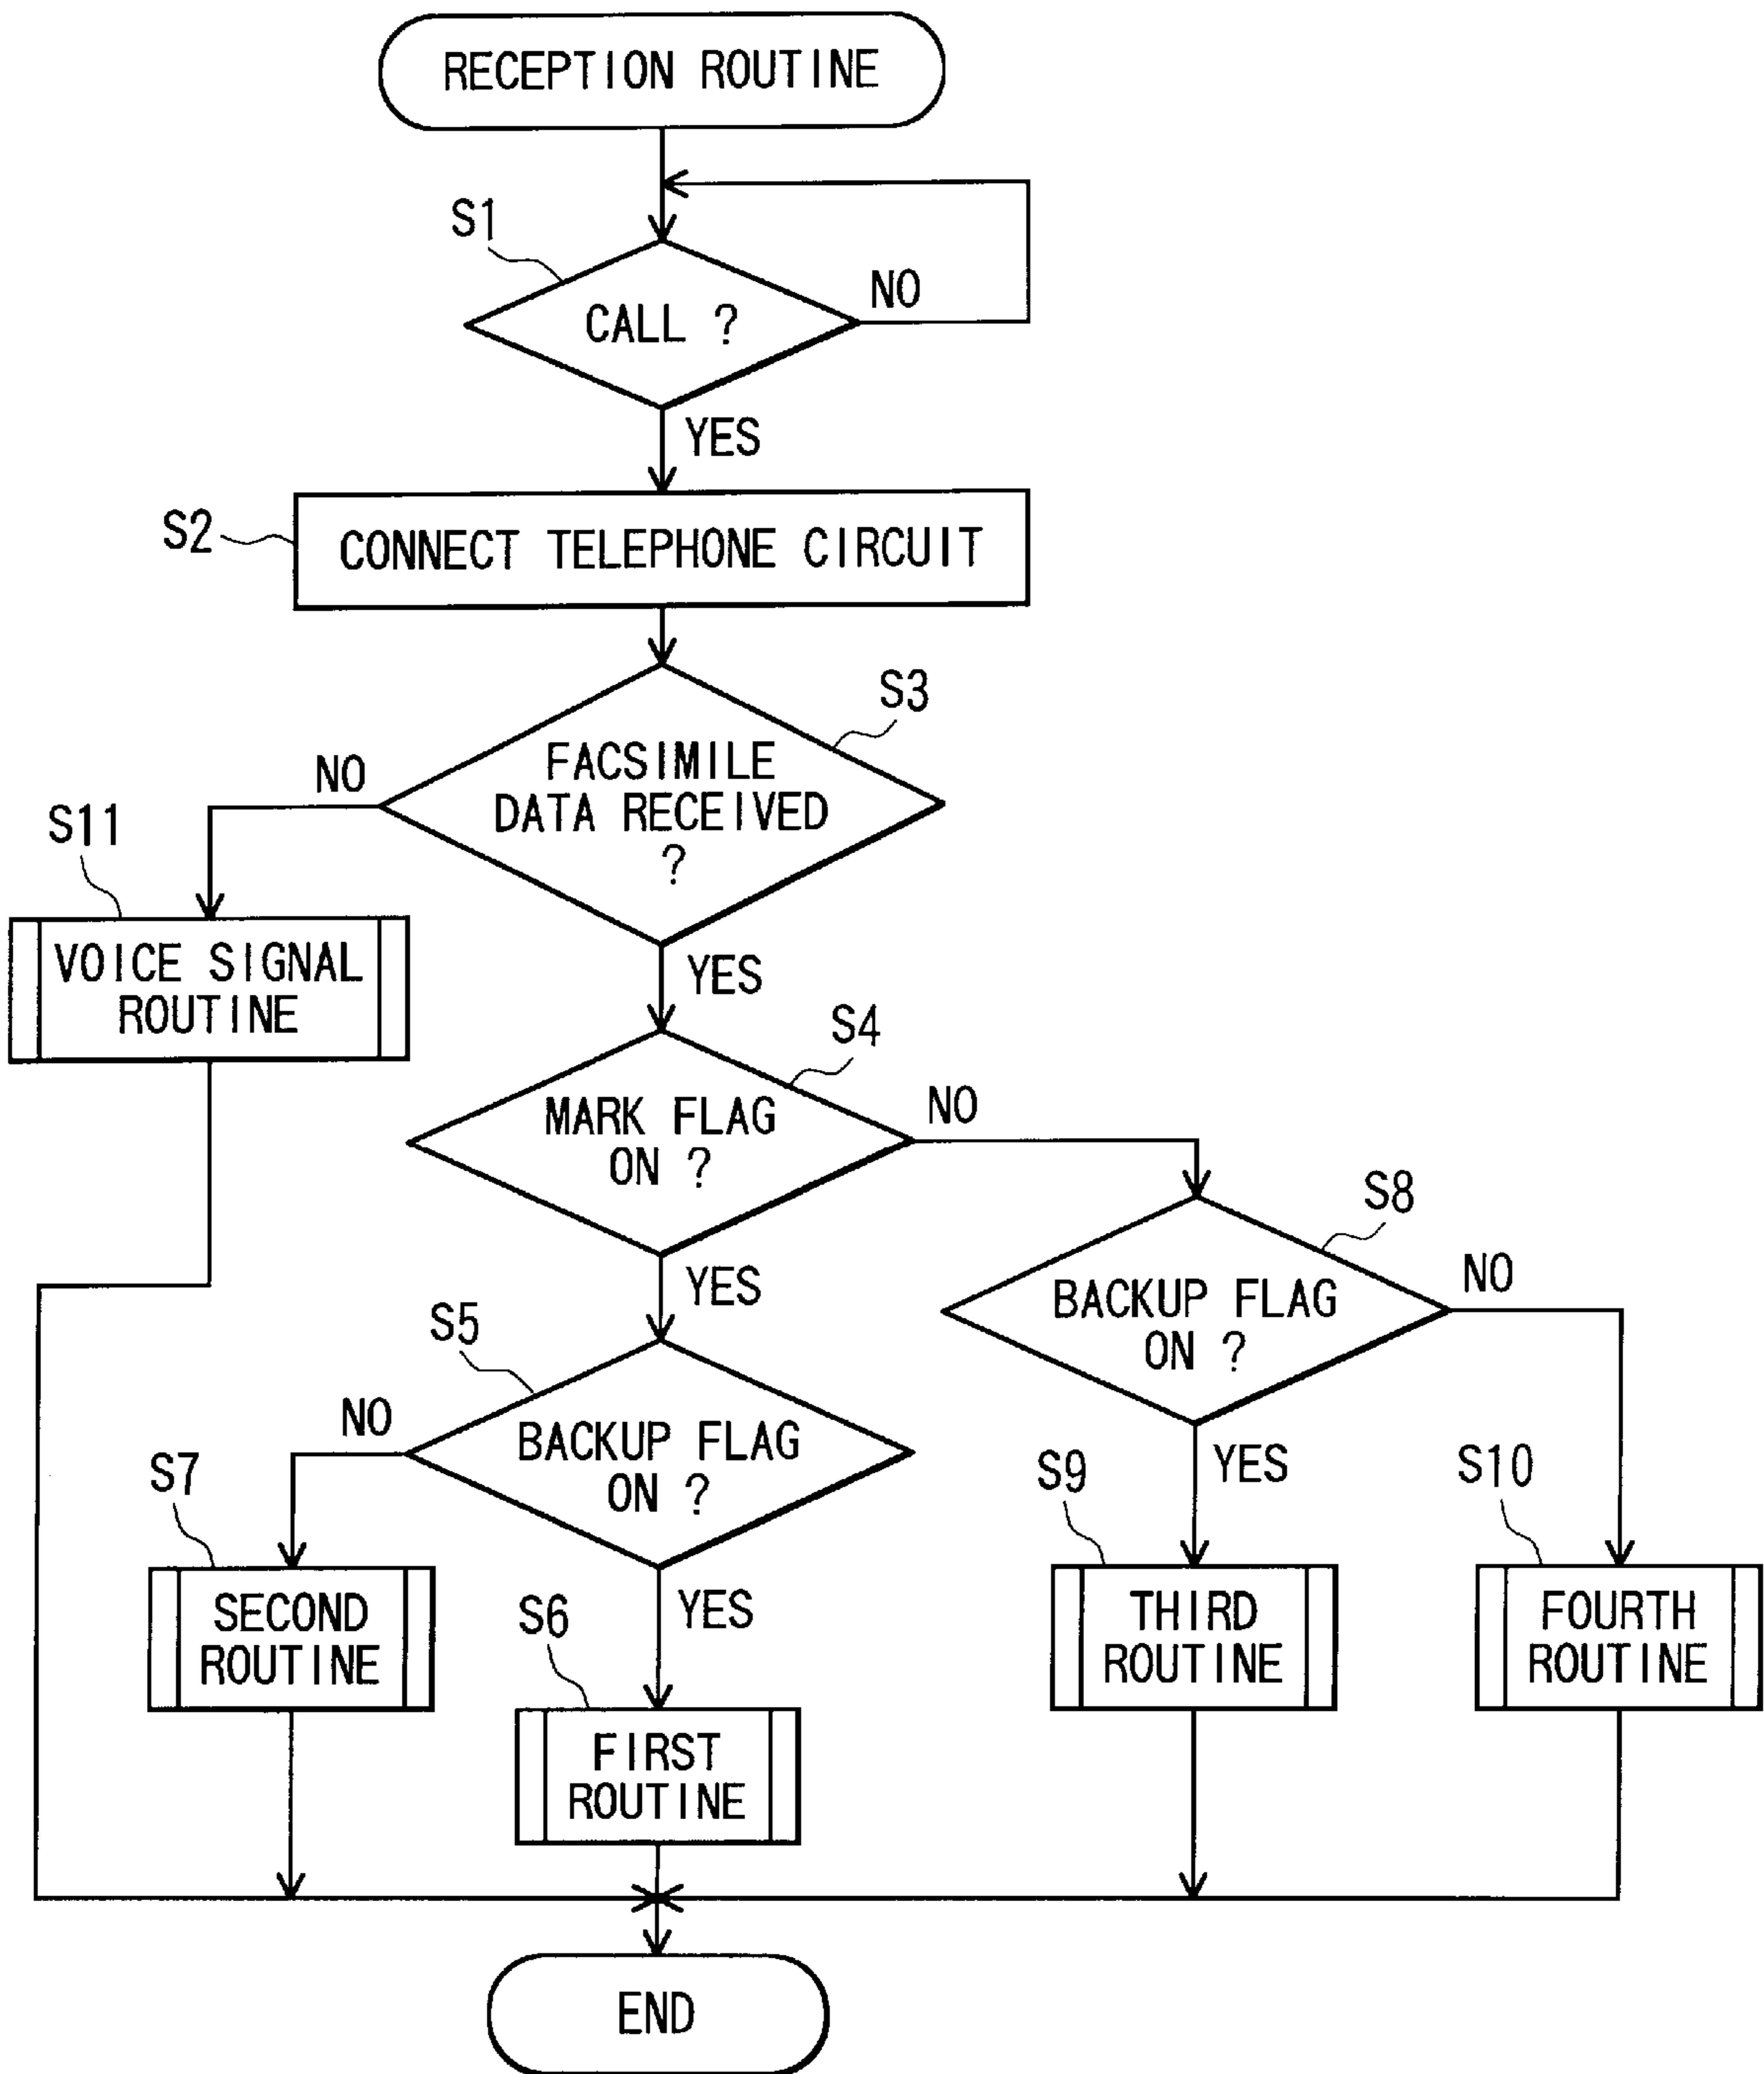 RECEPTION ROUTINE
S1
CALL ?
NO
YES
S2
CONNECT TELEPHONE CIRCUIT
S3
FACSIMILE
DATA RECEIVED
?
NO
S11
VOICE SIGNAL
ROUTINE
YES
S4
MARK FLAG
ON ?
NO
S8
BACKUP FLAG
ON ?
NO
YES
S5
BACKUP FLAG
ON ?
NO
S7
SECOND
ROUTINE
YES
S6
FIRST
ROUTINE
YES
S9
THIRD
ROUTINE
S10
FOURTH
ROUTINE
END